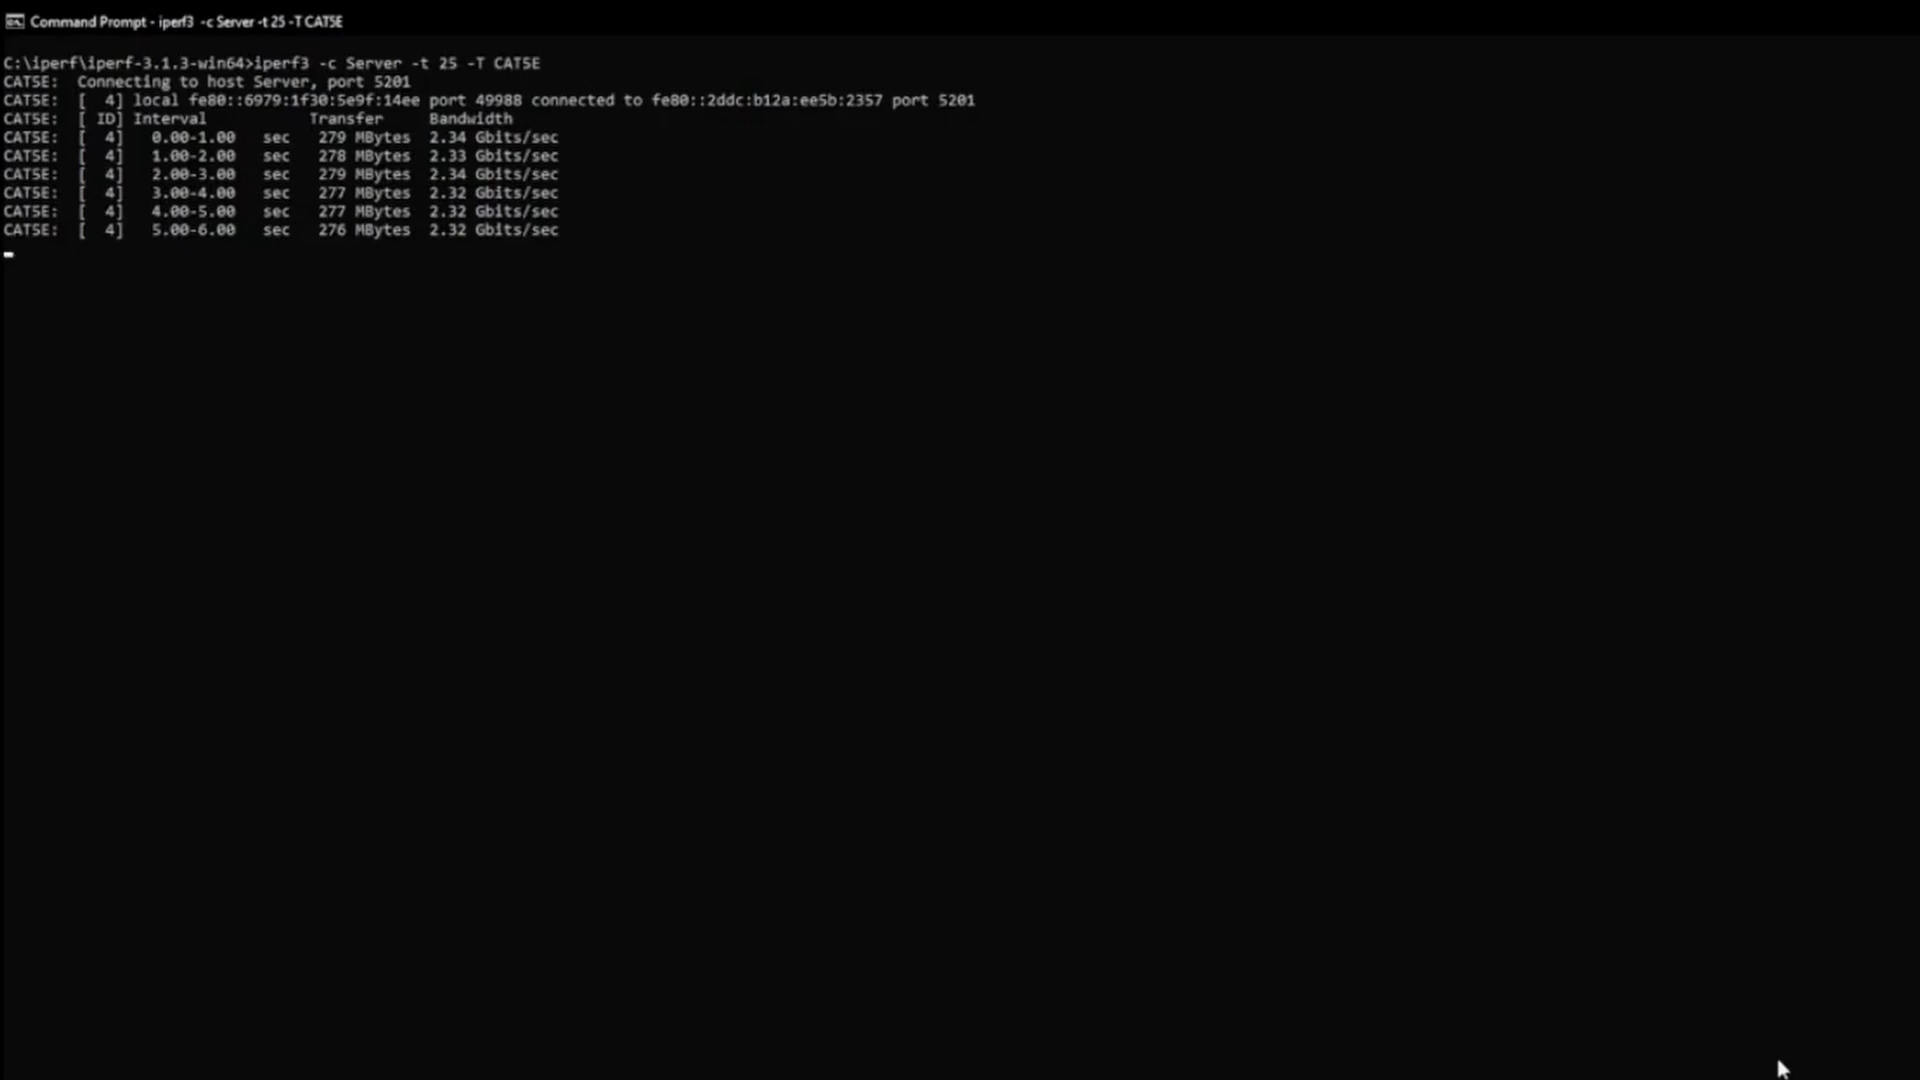 Command Prompt - iperf3 -c Server -t 25 -T CAT5E
C:\iperf\iperf-3.1.3-win64>iperf3 -c Server -t 25 -T CAT5E
CAT5E:  Connecting to host Server, port 5201
CAT5E:  [  4] local fe80::6979:1f30:5e9f:14ee port 49988 connected to fe80::2ddc:b12a:ee5b:2357 port 5201
CAT5E:  [ ID] Interval           Transfer     Bandwidth
CAT5E:  [  4]   0.00-1.00   sec   279 MBytes  2.34 Gbits/sec
CAT5E:  [  4]   1.00-2.00   sec   278 MBytes  2.33 Gbits/sec
CAT5E:  [  4]   2.00-3.00   sec   279 MBytes  2.34 Gbits/sec
CAT5E:  [  4]   3.00-4.00   sec   277 MBytes  2.32 Gbits/sec
CAT5E:  [  4]   4.00-5.00   sec   277 MBytes  2.32 Gbits/sec
CAT5E:  [  4]   5.00-6.00   sec   276 MBytes  2.32 Gbits/sec